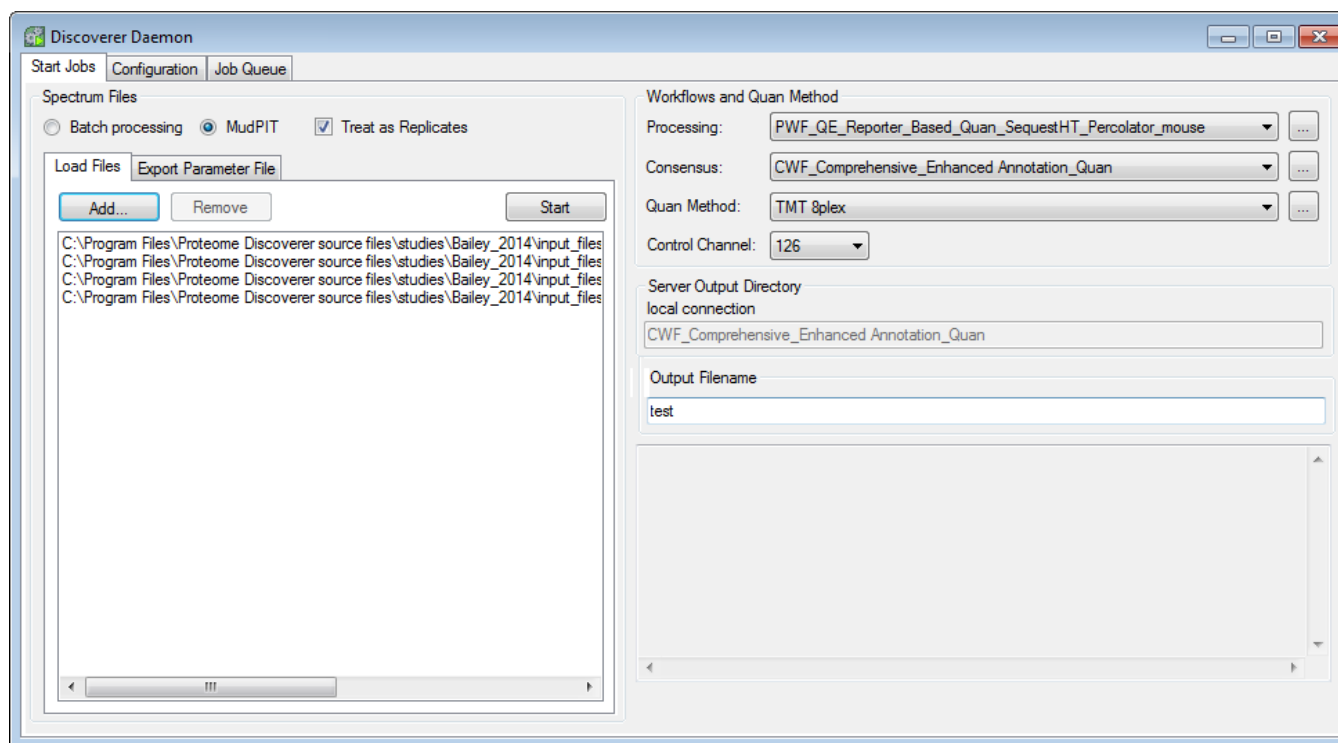 Discoverer Daemon
Start Jobs Configuration Job Queue
Spectrum Files
Batch processing MudPIT Treat as Replicates
Load Files Export Parameter File
Add... Remove Start
C:\Program Files\Proteome Discoverer source files\studies\Bailey_2014\input_files
C:\Program Files\Proteome Discoverer source files\studies\Bailey_2014\input_files
C:\Program Files\Proteome Discoverer source files\studies\Bailey_2014\input_files
C:\Program Files\Proteome Discoverer source files\studies\Bailey_2014\input_files
Workflows and Quan Method
Processing: PWF_QE_Reporter_Based_Quan_SequestHT_Percolator_mouse ...
Consensus: CWF_Comprehensive_Enhanced Annotation_Quan ...
Quan Method: TMT 8plex ...
Control Channel: 126
Server Output Directory
local connection
CWF_Comprehensive_Enhanced Annotation_Quan
Output Filename
test